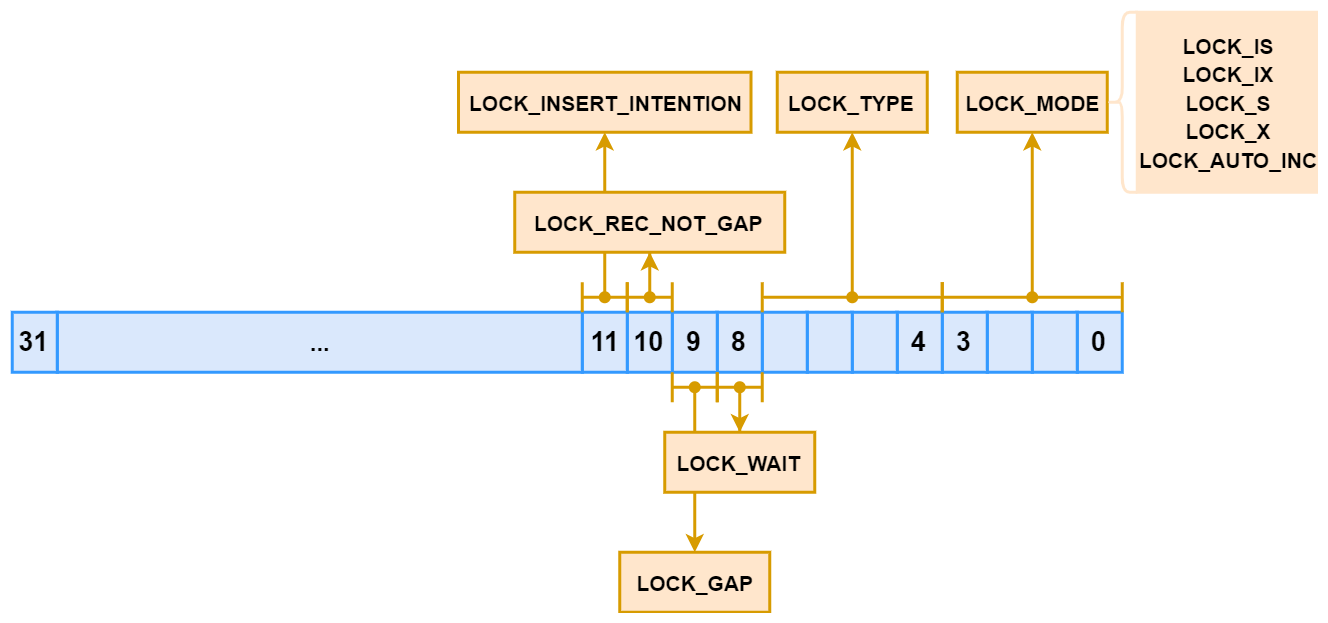 LOCK_IS
LOCK_IX
LOCK_S
LOCK_X
LOCK_AUTO_INC
LOCK_INSERT_INTENTION
LOCK_TYPE
LOCK_MODE
LOCK_REC_NOT_GAP
31 ... 11 10 9 8 4 3 0
LOCK_WAIT
LOCK_GAP